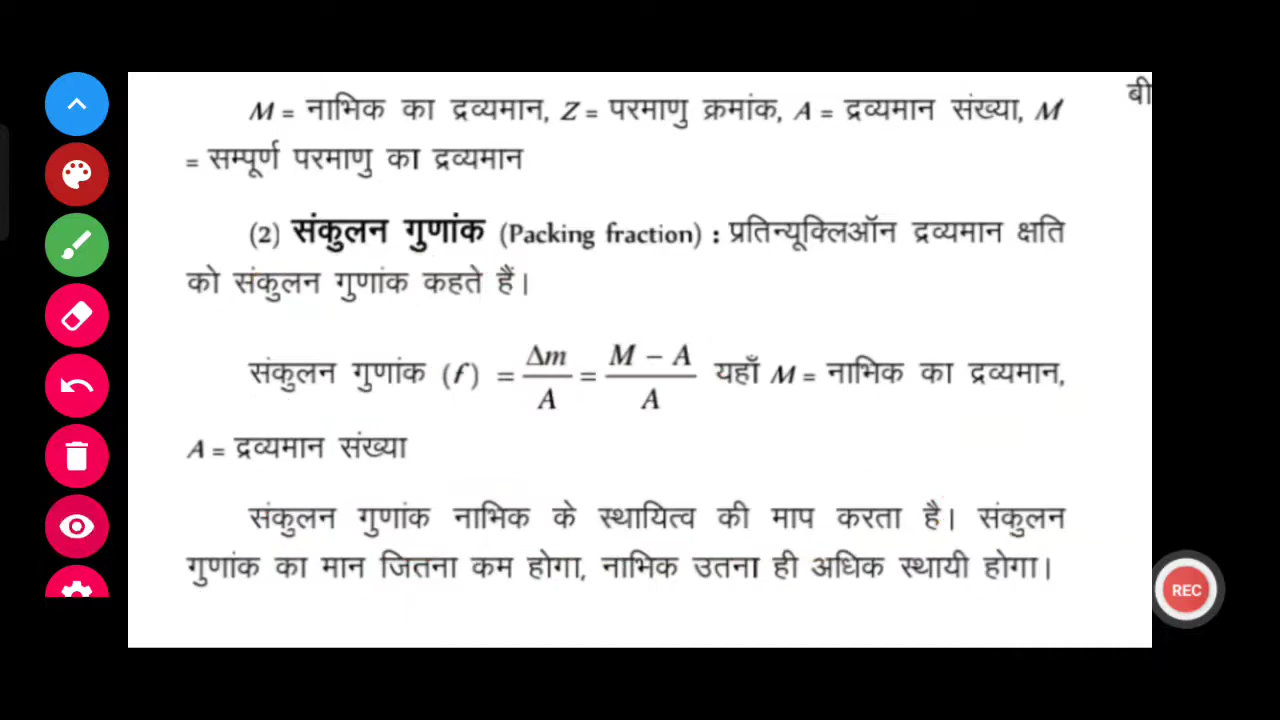 M = नाभिक का द्रव्यमान, Z = परमाणु क्रमांक, A = द्रव्यमान संख्या, M'
= सम्पूर्ण परमाणु का द्रव्यमान
बी
(2) संकुलन गुणांक (Packing fraction) : प्रतिन्यूक्लिऑन द्रव्यमान क्षति
को संकुलन गुणांक कहते हैं।
संकुलन गुणांक (f) = Δm/A = M – A/A यहाँ M = नाभिक का द्रव्यमान,
A = द्रव्यमान संख्या
संकुलन गुणांक नाभिक के स्थायित्व की माप करता है। संकुलन
गुणांक का मान जितना कम होगा, नाभिक उतना ही अधिक स्थायी होगा।
REC